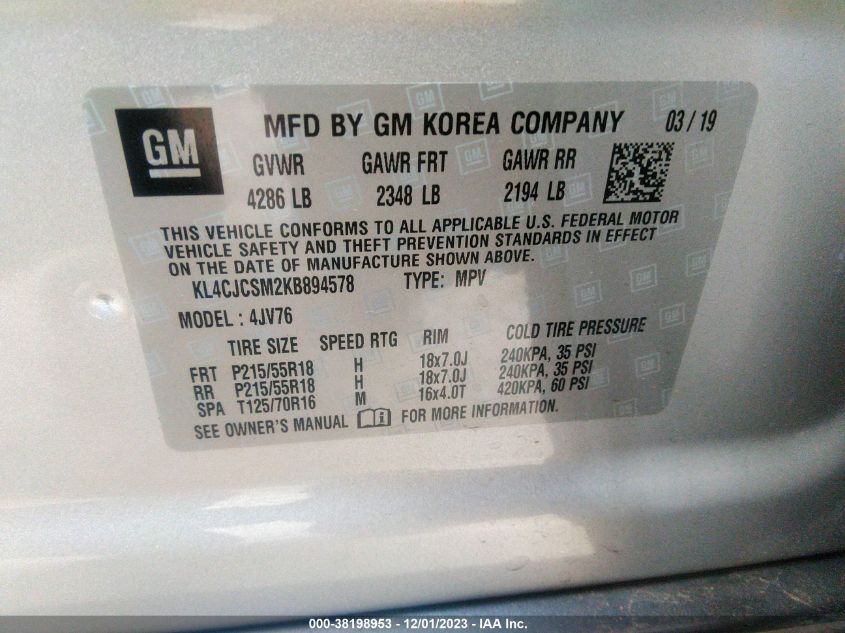 GM
MFD BY GM KOREA COMPANY 03/19
GVWR GAWR FRT GAWR RR
4286 LB 2348 LB 2194 LB
THIS VEHICLE CONFORMS TO ALL APPLICABLE U.S. FEDERAL MOTOR
VEHICLE SAFETY AND THEFT PREVENTION STANDARDS IN EFFECT
ON THE DATE OF MANUFACTURE SHOWN ABOVE.
KL4CJCSM2KB894578 TYPE: MPV
MODEL : 4JV76
TIRE SIZE SPEED RTG RIM COLD TIRE PRESSURE
FRT P215/55R18 H 18x7.0J 240KPA, 35 PSI
RR P215/55R18 H 18x7.0J 240KPA, 35 PSI
SPA T125/70R16 M 16x4.0T 420KPA, 60 PSI
SEE OWNER'S MANUAL FOR MORE INFORMATION.
000-38198953 - 12/01/2023 - IAA Inc.